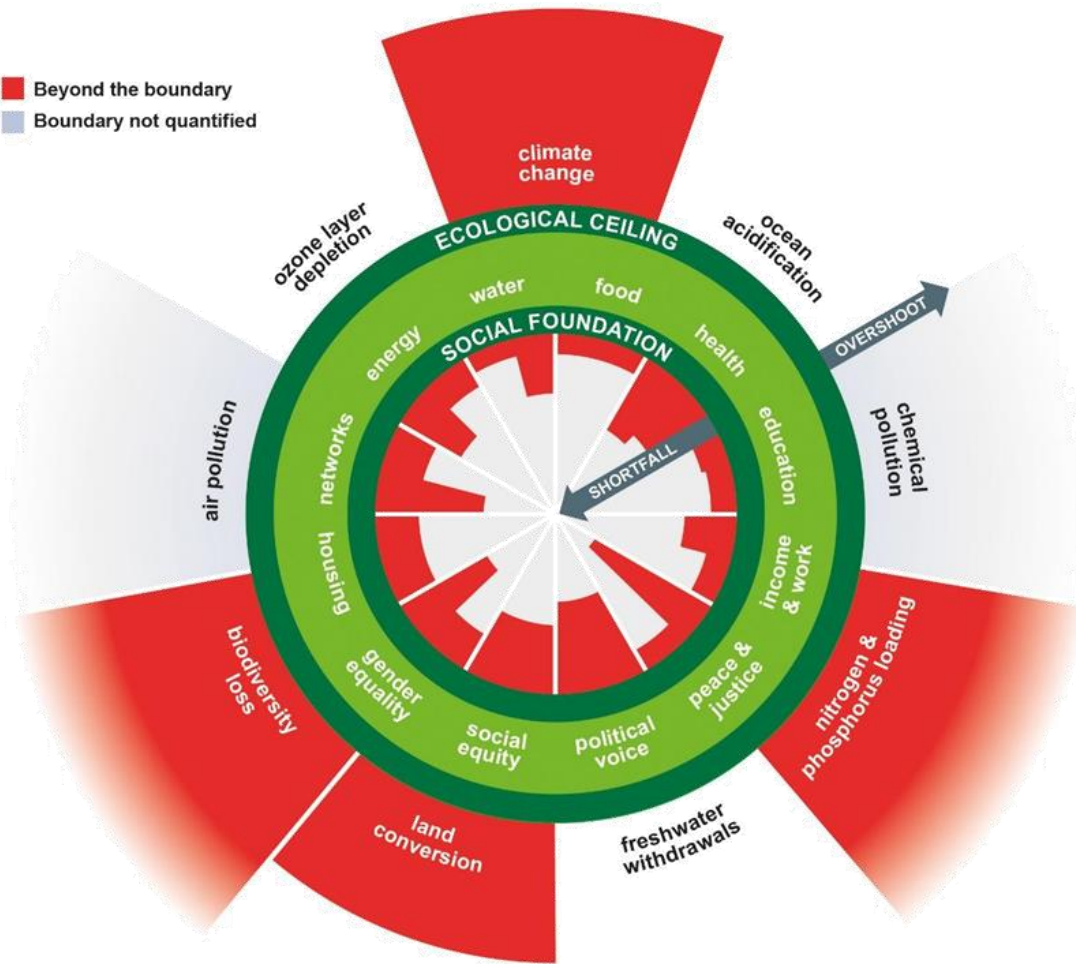 Beyond the boundary
Boundary not quantified
climate
change
ozone layer
depletion
ocean
acidification
ECOLOGICAL CEILING
OVERSHOOT
water
food
energy
health
SOCIAL FOUNDATION
air pollution
networks
education
chemical
pollution
SHORTFALL
housing
income
& work
biodiversity
loss
gender
equality
social
equity
political
voice
peace &
justice
nitrogen &
phosphorus loading
land
conversion
freshwater
withdrawals